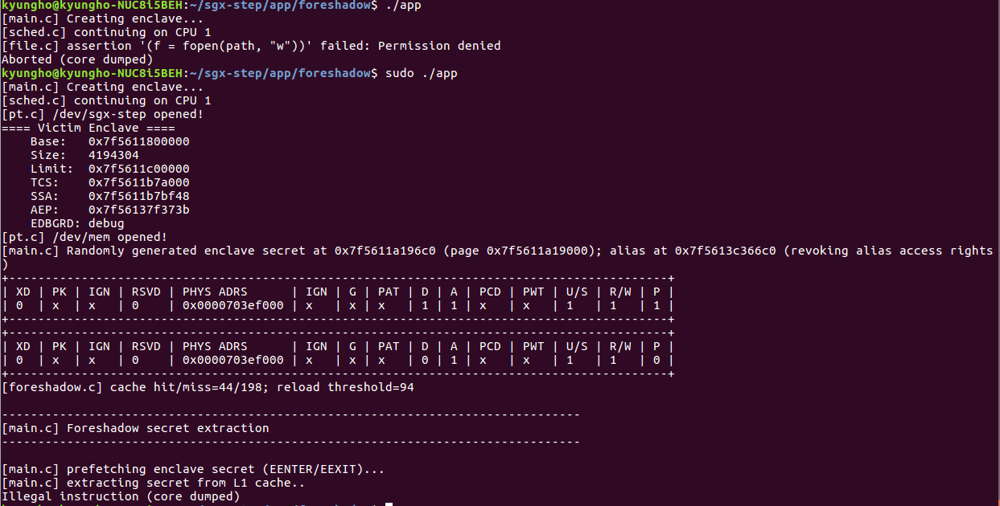 kyungho@kyungho-NUC8i5BEH:~/sgx-step/app/foreshadow$ ./app
[main.c] Creating enclave...
[sched.c] continuing on CPU 1
[file.c] assertion '(f = fopen(path, "w"))' failed: Permission denied
Aborted (core dumped)
kyungho@kyungho-NUC8i5BEH:~/sgx-step/app/foreshadow$ sudo ./app
[main.c] Creating enclave...
[sched.c] continuing on CPU 1
[pt.c] /dev/sgx-step opened!
==== Victim Enclave ====
    Base:   0x7f5611800000
    Size:   4194304
    Limit:  0x7f5611c00000
    TCS:    0x7f5611b7a000
    SSA:    0x7f5611b7bf48
    AEP:    0x7f56137f373b
    EDBGRD: debug
[pt.c] /dev/mem opened!
[main.c] Randomly generated enclave secret at 0x7f5611a196c0 (page 0x7f5611a19000); alias at 0x7f5613c366c0 (revoking alias access rights
)
+-------------------------------------------------------------------------------------------+
| XD | PK | IGN | RSVD | PHYS ADRS      | IGN | G | PAT | D | A | PCD | PWT | U/S | R/W | P |
| 0  | x  | x   | 0    | 0x0000703ef000 | x   | x | x   | 1 | 1 | x   | x   | 1   | 1   | 1 |
+-------------------------------------------------------------------------------------------+
+-------------------------------------------------------------------------------------------+
| XD | PK | IGN | RSVD | PHYS ADRS      | IGN | G | PAT | D | A | PCD | PWT | U/S | R/W | P |
| 0  | x  | x   | 0    | 0x0000703ef000 | x   | x | x   | 0 | 1 | x   | x   | 1   | 1   | 0 |
+-------------------------------------------------------------------------------------------+
[foreshadow.c] cache hit/miss=44/198; reload threshold=94
--------------------------------------------------------------------------------
[main.c] Foreshadow secret extraction
--------------------------------------------------------------------------------
[main.c] prefetching enclave secret (EENTER/EEXIT)...
[main.c] extracting secret from L1 cache..
Illegal instruction (core dumped)